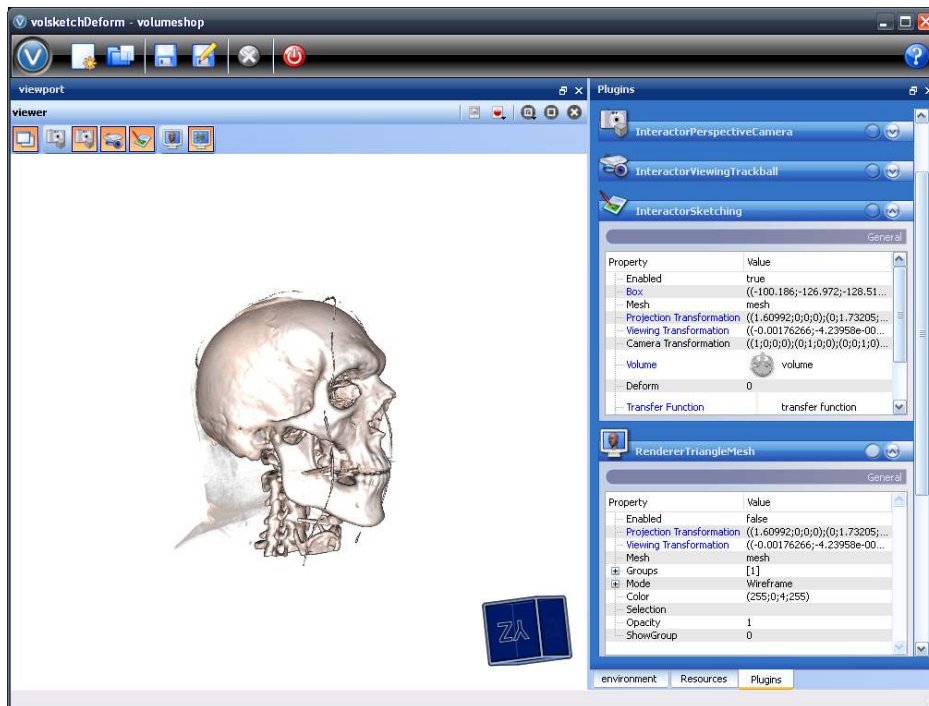 volsketchDeform - volumeshop
viewport
viewer
YZ
Plugins
InteractorPerspectiveCamera
InteractorViewingTrackball
InteractorSketching
General
Property Value
Enabled true
Box ((-100.186;-126.972;-128.51...
Mesh mesh
Projection Transformation ((1.60992;0;0;0);(0;1.73205;...
Viewing Transformation ((-0.00176266;-4.23958e-00...
Camera Transformation ((1;0;0;0);(0;1;0;0);(0;0;1;0)...
Volume volume
Deform 0
Transfer Function transfer function
RendererTriangleMesh
General
Property Value
Enabled false
Projection Transformation ((1.60992;0;0;0);(0;1.73205;...
Viewing Transformation ((-0.00176266;-4.23958e-00...
Mesh mesh
Groups [1]
Mode Wireframe
Color (255;0;4;255)
Selection
Opacity 1
ShowGroup 0
environment Resources Plugins